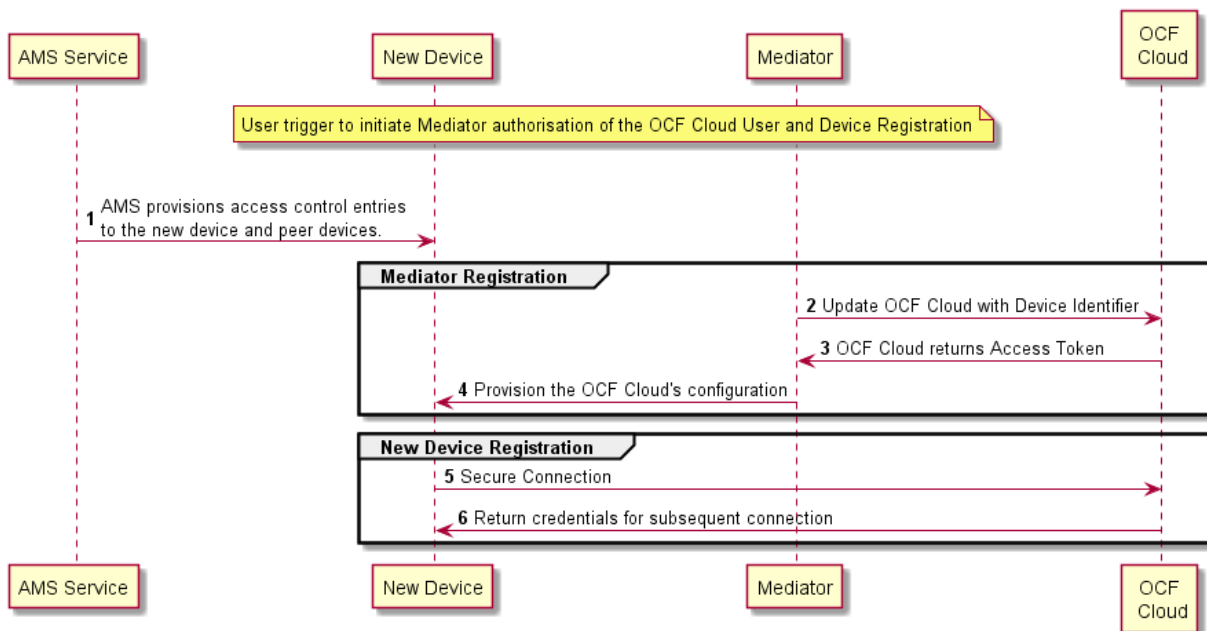 AMS Service
New Device
Mediator
OCF
Cloud
User trigger to initiate Mediator authorisation of the OCF Cloud User and Device Registration
1 AMS provisions access control entries
to the new device and peer devices.
Mediator Registration
2 Update OCF Cloud with Device Identifier
3 OCF Cloud returns Access Token
4 Provision the OCF Cloud's configuration
New Device Registration
5 Secure Connection
6 Return credentials for subsequent connection
AMS Service
New Device
Mediator
OCF
Cloud